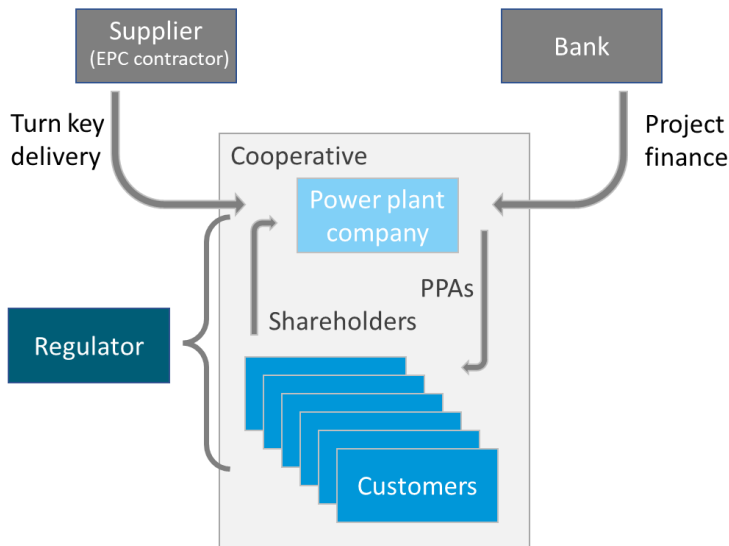 Supplier
(EPC contractor)
Bank
Turn key
delivery
Project
finance
Cooperative
Power plant
company
PPAs
Shareholders
Regulator
Customers